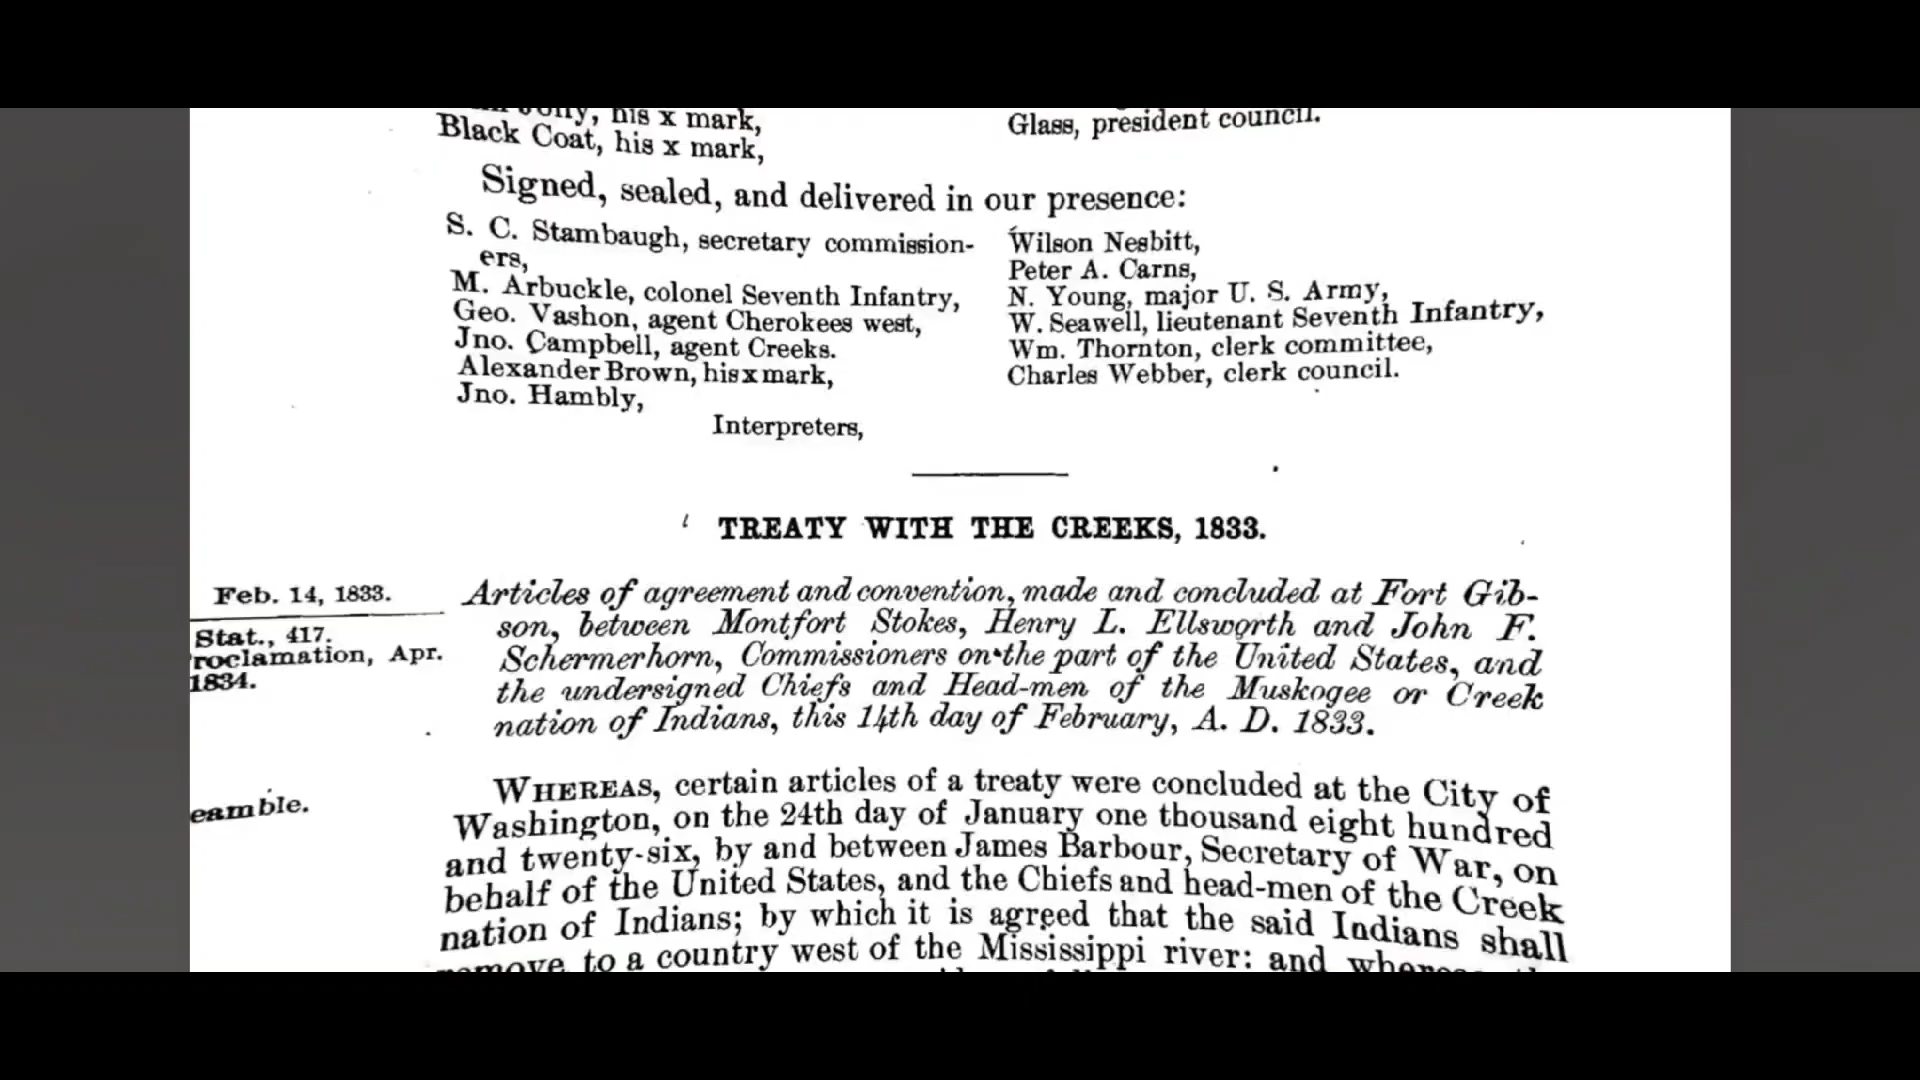 Jolly, his x mark,
Black Coat, his x mark,
Glass, president council.
Signed, sealed, and delivered in our presence:
S. C. Stambaugh, secretary commission-
ers,
M. Arbuckle, colonel Seventh Infantry,
Geo. Vashon, agent Cherokees west,
Jno. Campbell, agent Creeks.
Alexander Brown, his x mark,
Jno. Hambly,
Interpreters,
Wilson Nesbitt,
Peter A. Carns,
N. Young, major U. S. Army,
W. Seawell, lieutenant Seventh Infantry,
Wm. Thornton, clerk committee,
Charles Webber, clerk council.
TREATY WITH THE CREEKS, 1833.
Feb. 14, 1833.
Stat., 417.
roclamation, Apr.
1834.
Articles of agreement and convention, made and concluded at Fort Gib-
son, between Montfort Stokes, Henry L. Ellsworth and John F.
Schermerhorn, Commissioners on the part of the United States, and
the undersigned Chiefs and Head-men of the Muskogee or Creek
nation of Indians, this 14th day of February, A. D. 1833.
eamble.
WHEREAS, certain articles of a treaty were concluded at the City of
Washington, on the 24th day of January one thousand eight hundred
and twenty-six, by and between James Barbour, Secretary of War, on
behalf of the United States, and the Chiefs and head-men of the Creek
nation of Indians; by which it is agreed that the said Indians shall
remove to a country west of the Mississippi river: and whereas